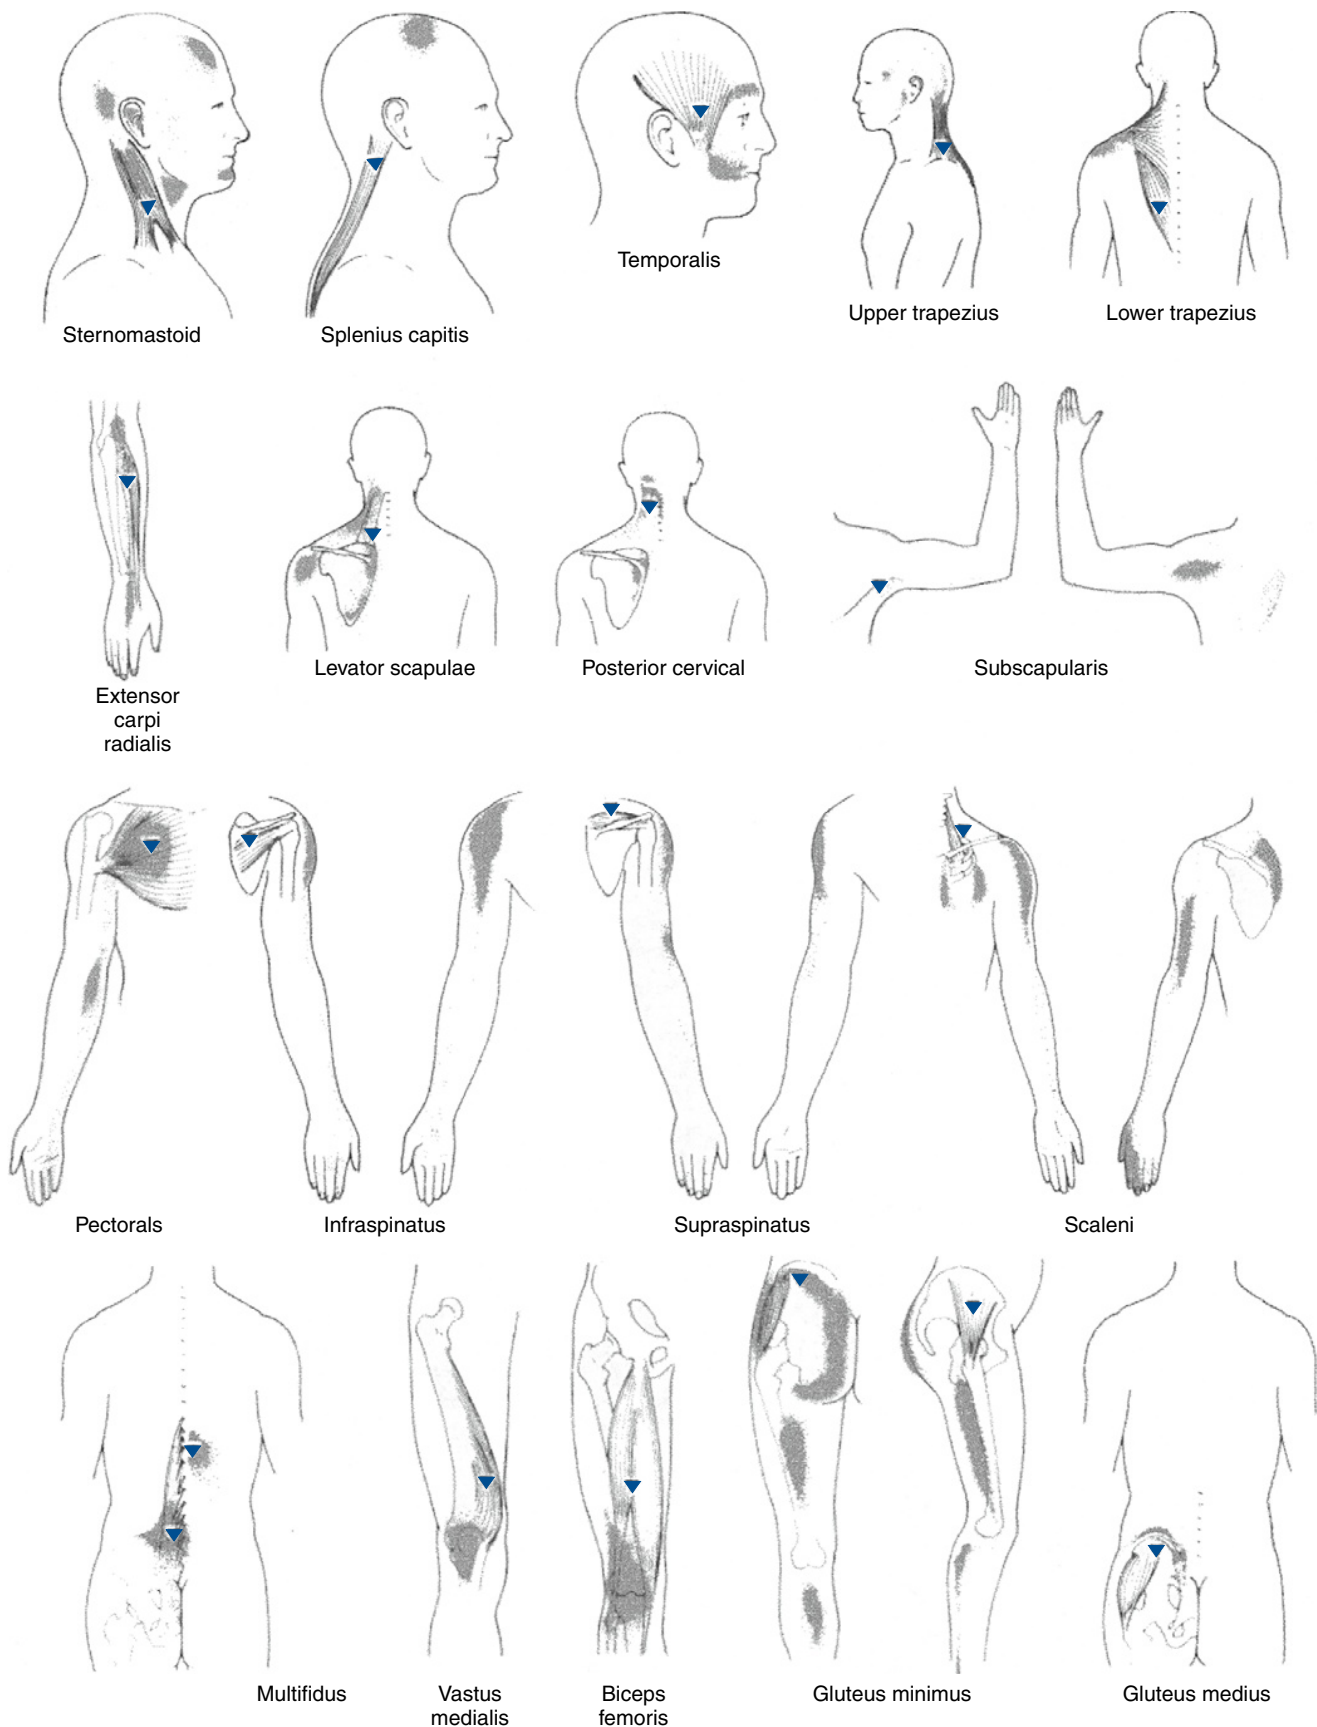 Sternomastoid
Splenius capitis
Temporalis
Upper trapezius
Lower trapezius
Extensor
carpi
radialis
Levator scapulae
Posterior cervical
Subscapularis
Pectorals
Infraspinatus
Supraspinatus
Scaleni
Multifidus
Vastus
medialis
Biceps
femoris
Gluteus minimus
Gluteus medius